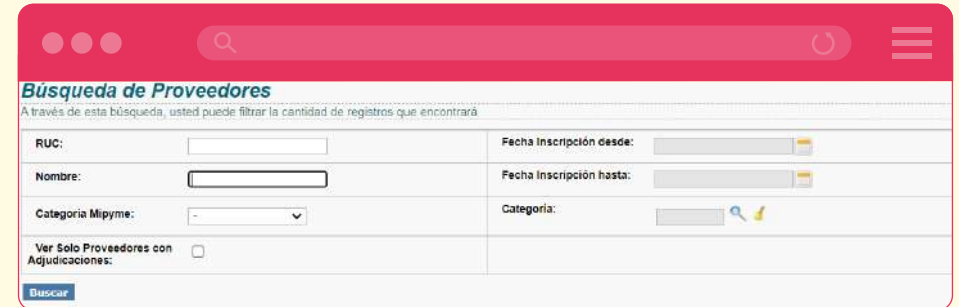 Búsqueda de Proveedores
A través de esta búsqueda, usted puede filtrar la cantidad de registros que encontrará
RUC:
Fecha Inscripción desde:
Nombre:
Fecha Inscripción hasta:
Categoria Mipyme:
-
Categoria:
Ver Solo Proveedores con
Adjudicaciones:
Buscar